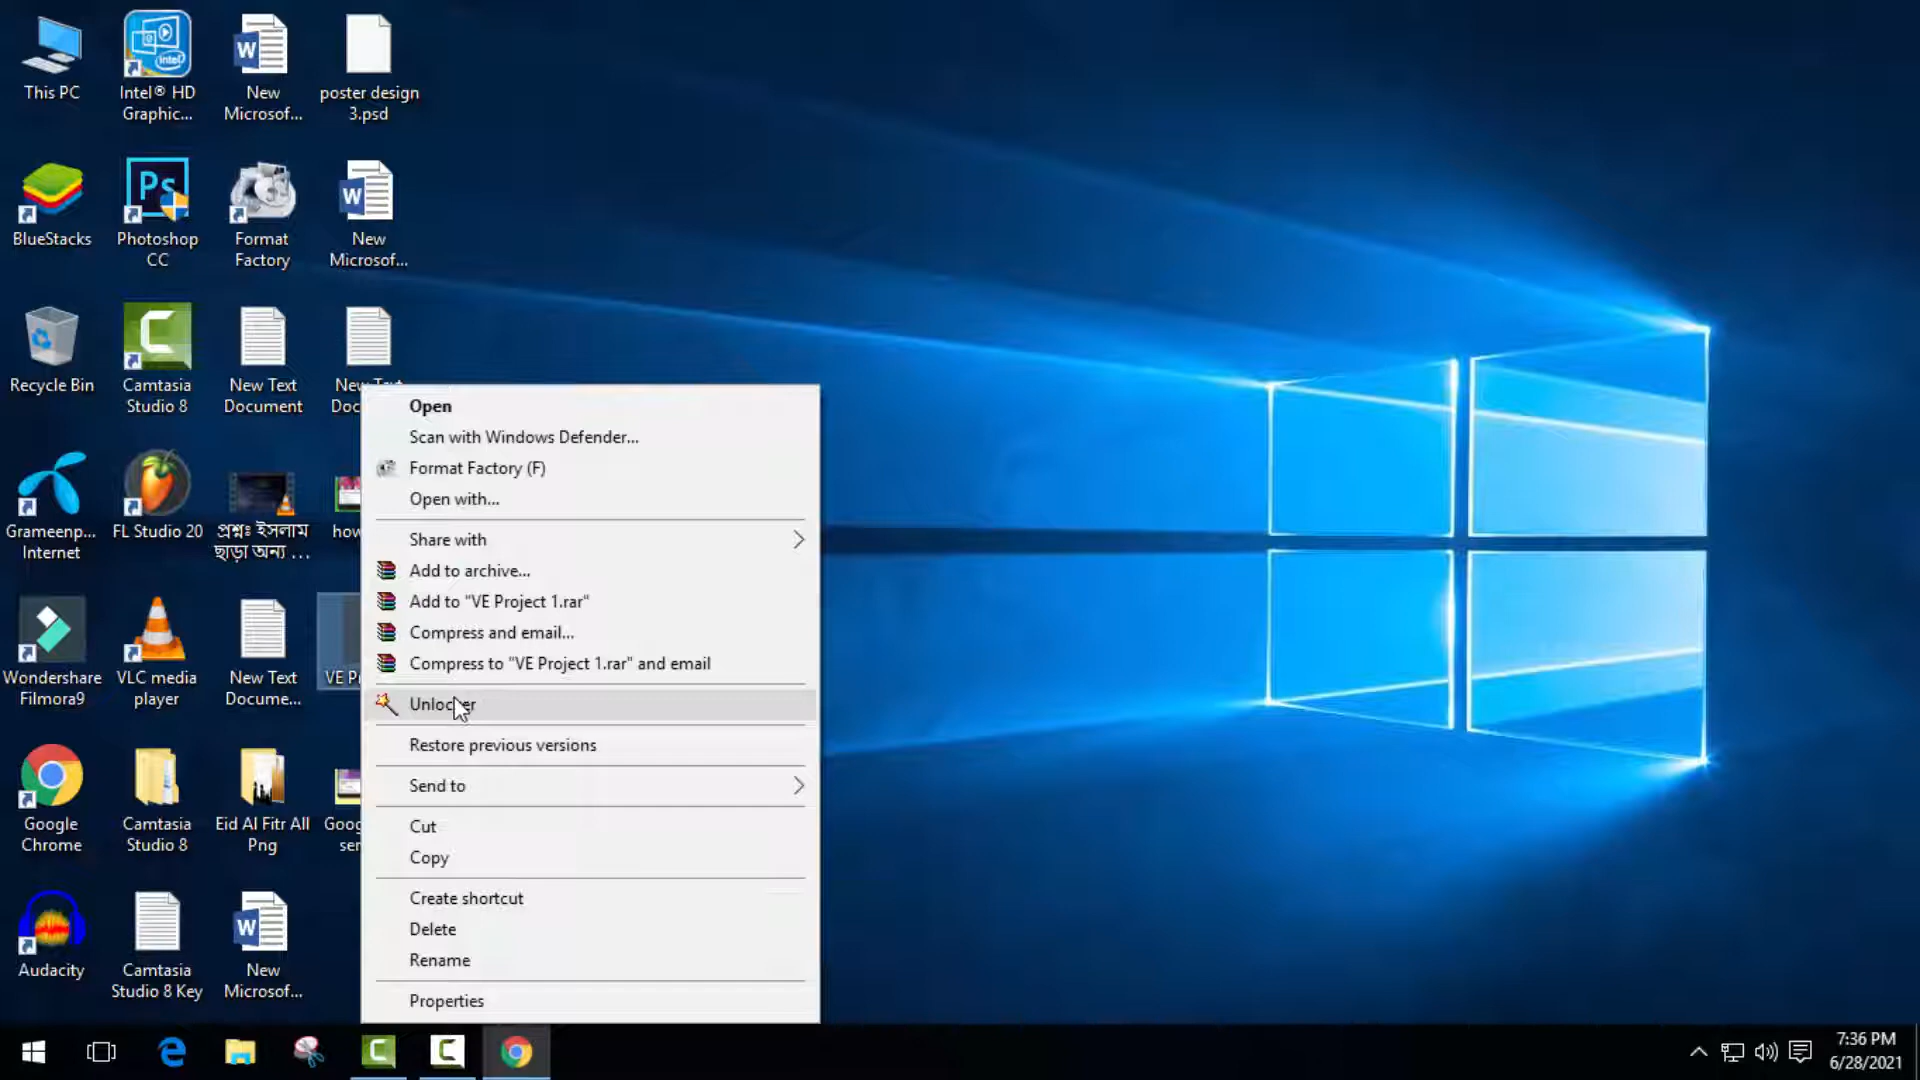 This PC
Intel® HD
Graphic...
New
Microsof...
poster design
3.psd
BlueStacks
Photoshop
CC
Format
Factory
New
Microsof...
Recycle Bin
Camtasia
Studio 8
New Text
Document
New Text
Doc
Grameenp...
Internet
FL Studio 20
প্রশ্নঃ ইসলাম
ছাড়া অন্য ...
how
Wondershare
Filmora9
VLC media
player
New Text
Docume...
VE Pr
Google
Chrome
Camtasia
Studio 8
Eid Al Fitr All
Png
Goog
ser
Audacity
Camtasia
Studio 8 Key
New
Microsof...
Open
Scan with Windows Defender...
Format Factory (F)
Open with...
Share with
Add to archive...
Add to "VE Project 1.rar"
Compress and email...
Compress to "VE Project 1.rar" and email
Unlocker
Restore previous versions
Send to
Cut
Copy
Create shortcut
Delete
Rename
Properties
7:36 PM
6/28/2021